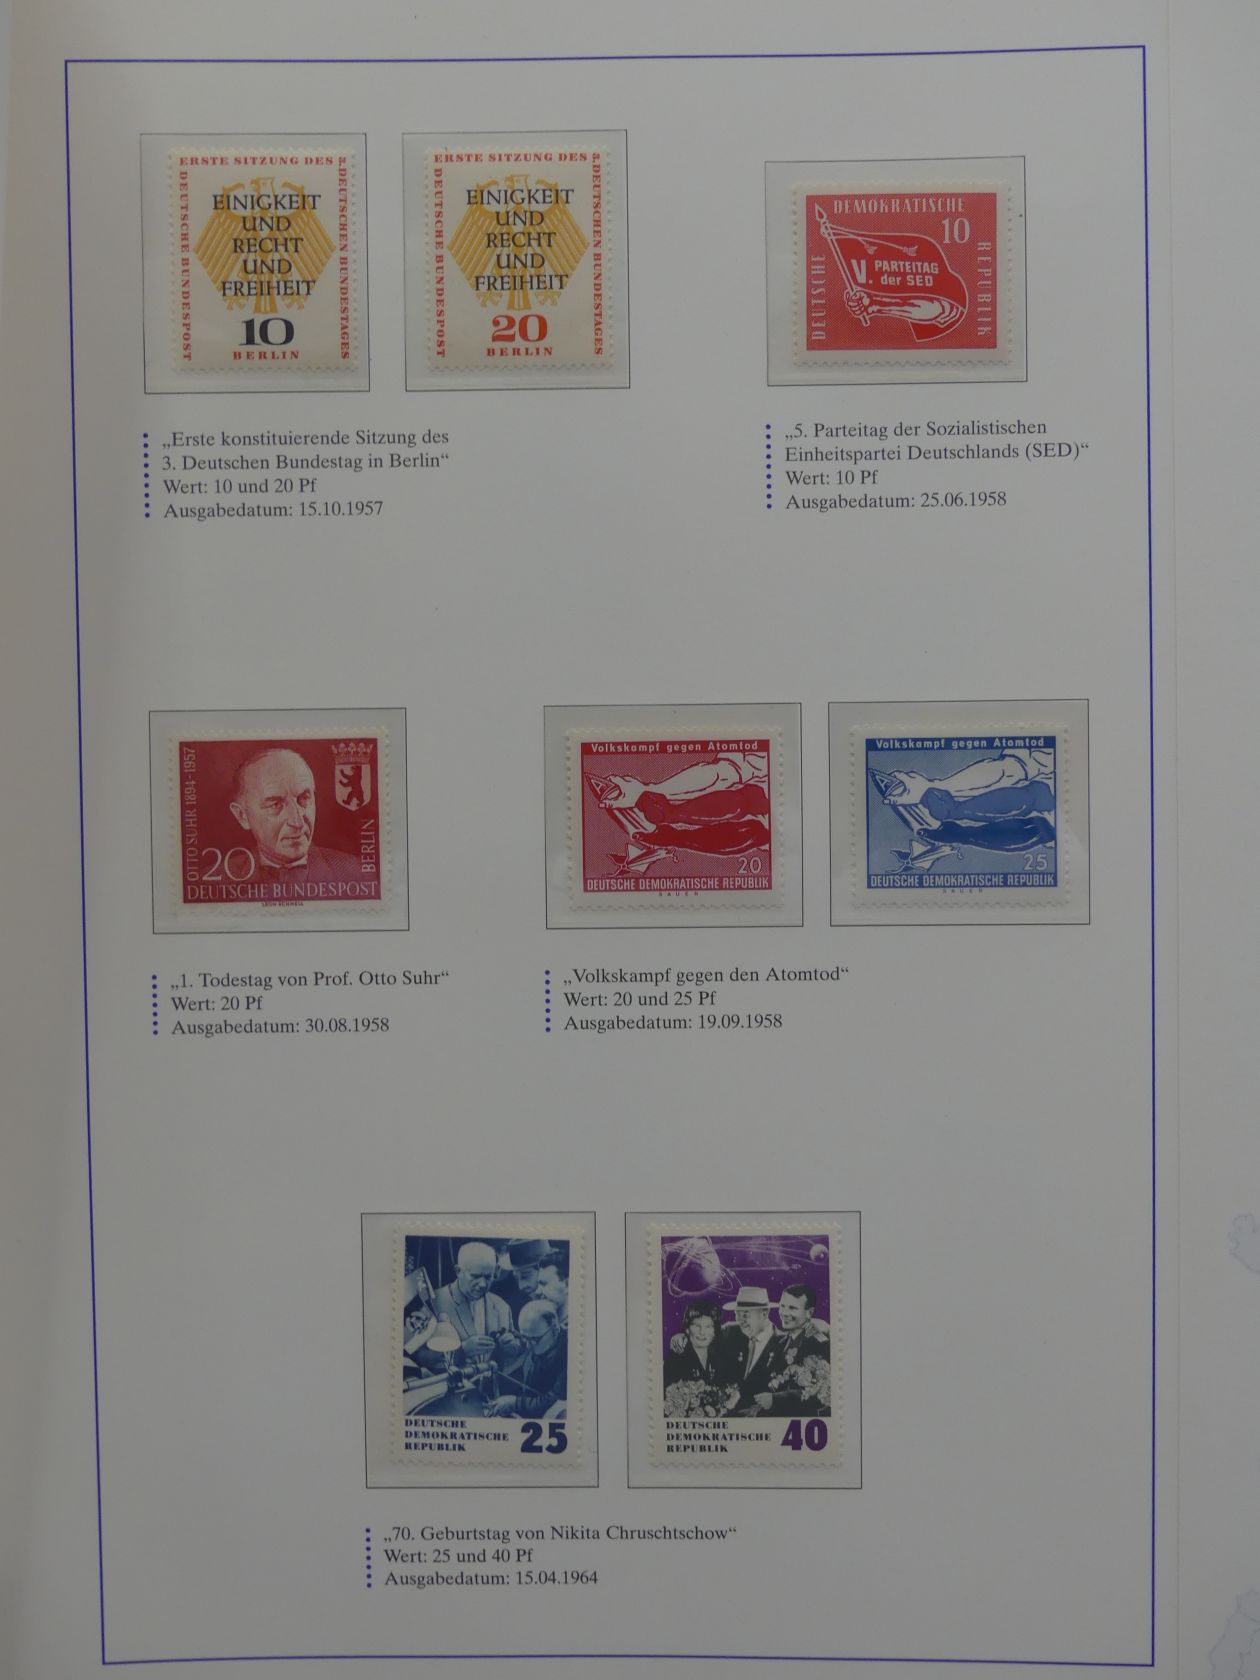 ERSTE SITZUNG DES
3. DEUTSCHEN BUNDESTAGES
DEUTSCHE BUNDESPOST
EINIGKEIT
UND
RECHT
UND
FREIHEIT
10
BERLIN
ERSTE SITZUNG DES
3. DEUTSCHEN BUNDESTAGES
DEUTSCHE BUNDESPOST
EINIGKEIT
UND
RECHT
UND
FREIHEIT
20
BERLIN
DEUTSCHE
DEMOKRATISCHE
REPUBLIK
10
V. PARTEITAG
der SED
„Erste konstituierende Sitzung des
3. Deutschen Bundestag in Berlin“
Wert: 10 und 20 Pf
Ausgabedatum: 15.10.1957
„5. Parteitag der Sozialistischen
Einheitspartei Deutschlands (SED)“
Wert: 10 Pf
Ausgabedatum: 25.06.1958
OTTO SUHR 1894-1957
20
BERLIN
DEUTSCHE BUNDESPOST
LEON SCHNELL
Volkskampf gegen Atomtod
A
20
DEUTSCHE DEMOKRATISCHE REPUBLIK
SAUER
Volkskampf gegen Atomtod
A
25
DEUTSCHE DEMOKRATISCHE REPUBLIK
SAUER
„1. Todestag von Prof. Otto Suhr“
Wert: 20 Pf
Ausgabedatum: 30.08.1958
„Volkskampf gegen den Atomtod“
Wert: 20 und 25 Pf
Ausgabedatum: 19.09.1958
DEUTSCHE
DEMOKRATISCHE
REPUBLIK
25
DEUTSCHE
DEMOKRATISCHE
REPUBLIK
40
„70. Geburtstag von Nikita Chruschtschow“
Wert: 25 und 40 Pf
Ausgabedatum: 15.04.1964